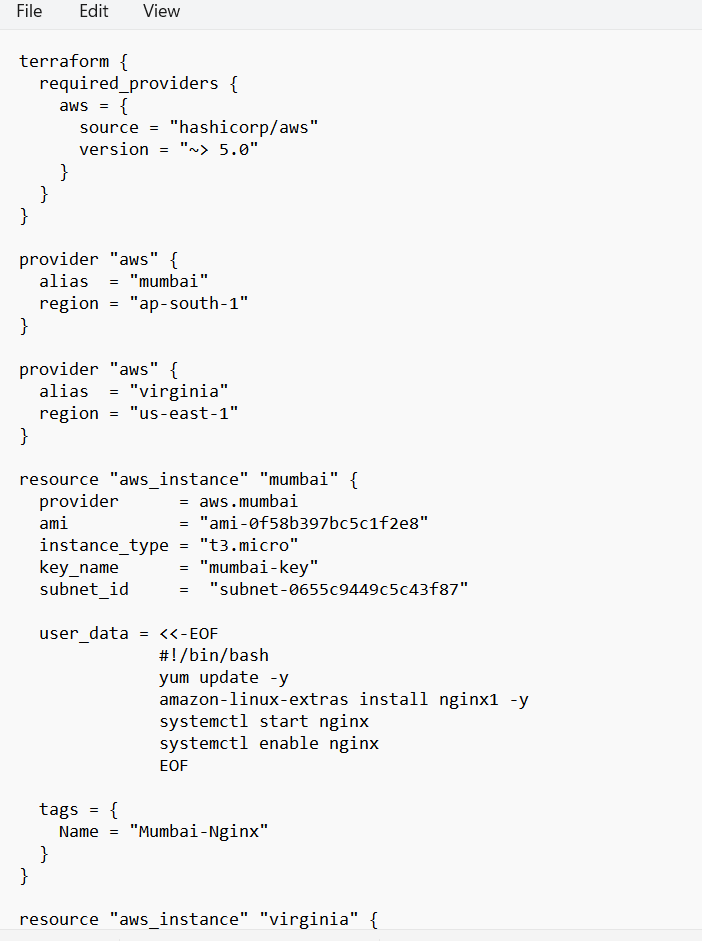 File Edit View
terraform {
  required_providers {
    aws = {
      source = "hashicorp/aws"
      version = "~> 5.0"
    }
  }
}

provider "aws" {
  alias  = "mumbai"
  region = "ap-south-1"
}

provider "aws" {
  alias  = "virginia"
  region = "us-east-1"
}

resource "aws_instance" "mumbai" {
  provider      = aws.mumbai
  ami           = "ami-0f58b397bc5c1f2e8"
  instance_type = "t3.micro"
  key_name      = "mumbai-key"
  subnet_id     =  "subnet-0655c9449c5c43f87"

  user_data = <<-EOF
              #!/bin/bash
              yum update -y
              amazon-linux-extras install nginx1 -y
              systemctl start nginx
              systemctl enable nginx
              EOF

  tags = {
    Name = "Mumbai-Nginx"
  }
}

resource "aws_instance" "virginia" {